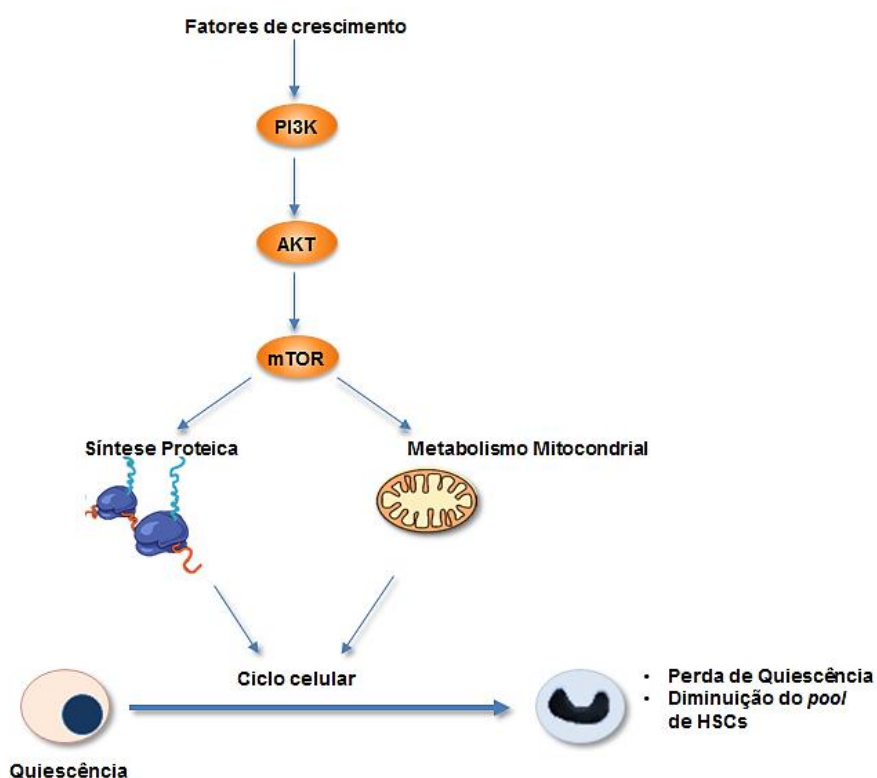 Fatores de crescimento
PI3K
AKT
mTOR
Síntese Proteica
Metabolismo Mitocondrial
Ciclo celular
• Perda de Quiescência
• Diminuição do pool
de HSCs
Quiescência